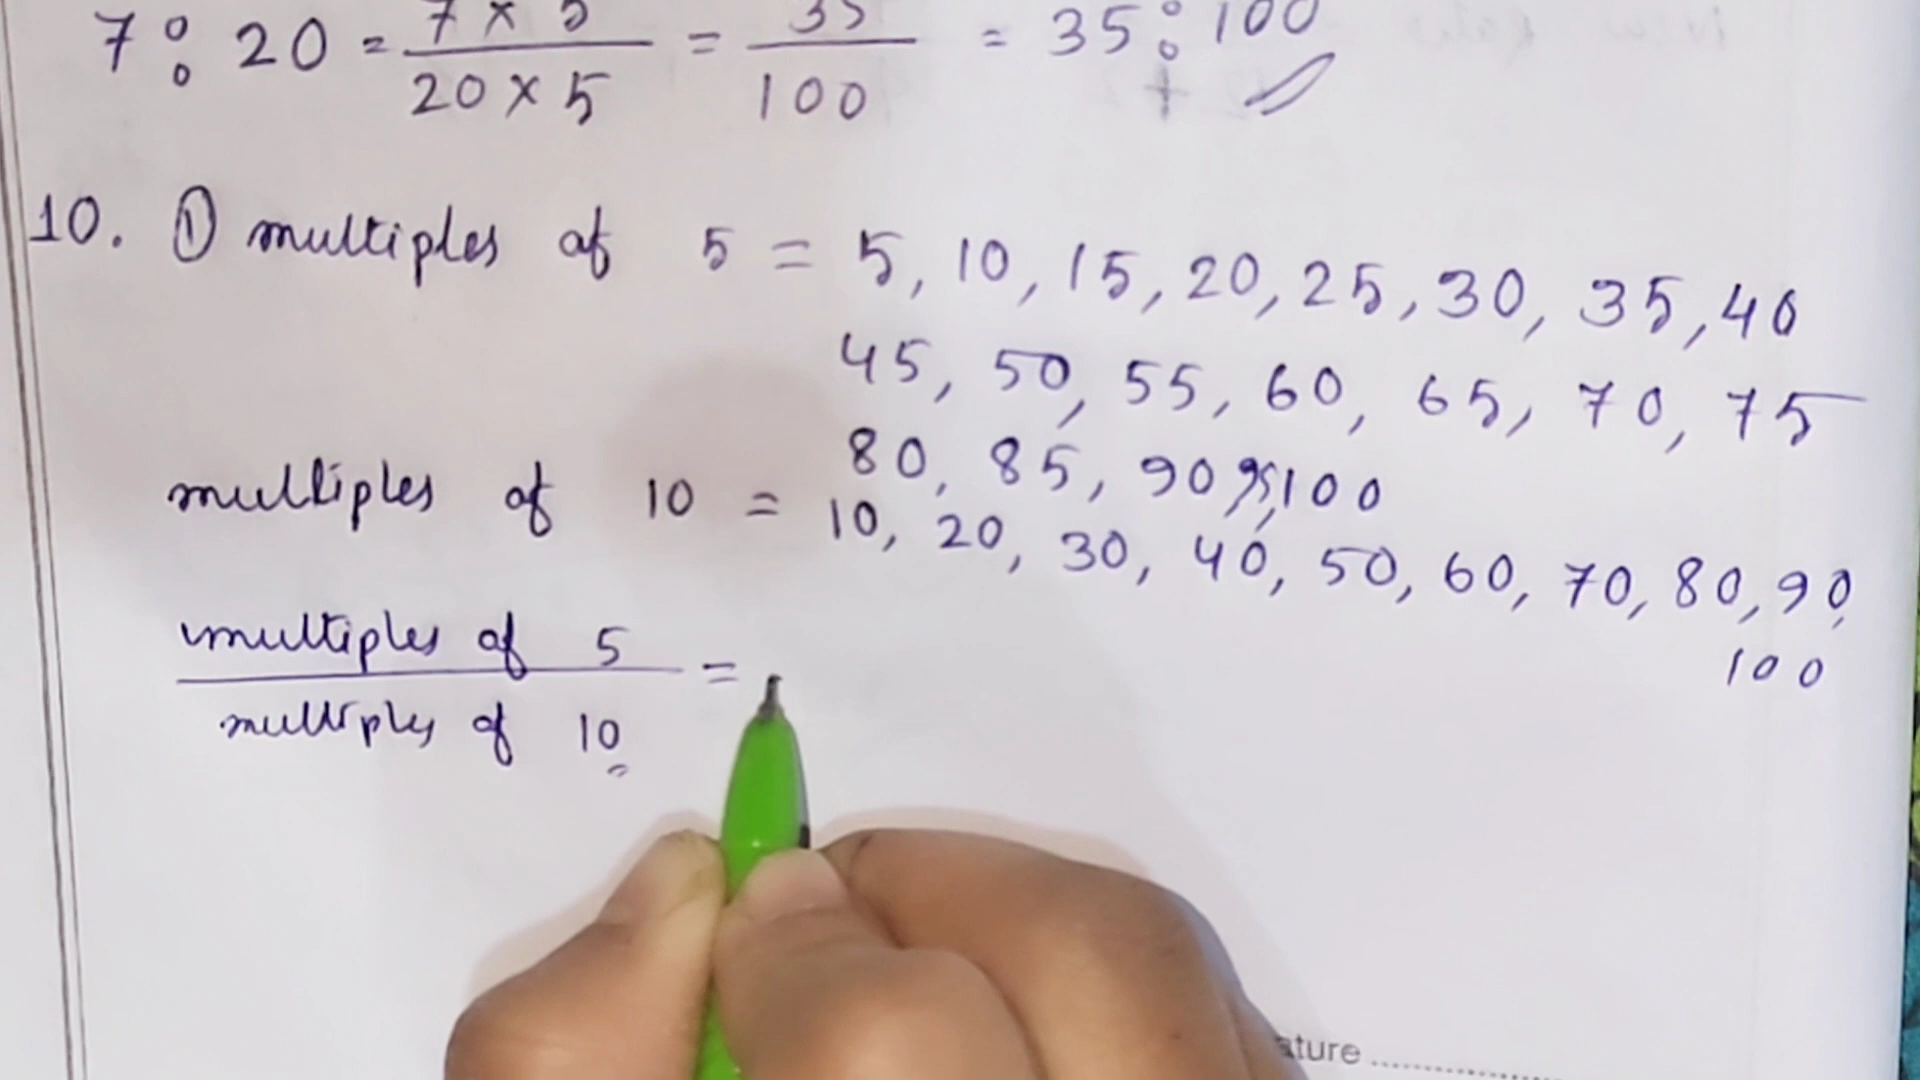 7 : 20 = 7 × 5 / 20 × 5 = 35 / 100 = 35 : 100
10. ① multiples of 5 = 5, 10, 15, 20, 25, 30, 35, 40
45, 50, 55, 60, 65, 70, 75
80, 85, 90, 95, 100
multiples of 10 = 10, 20, 30, 40, 50, 60, 70, 80, 90,
100
multiples of 5 =
multiples of 10
ature ..................